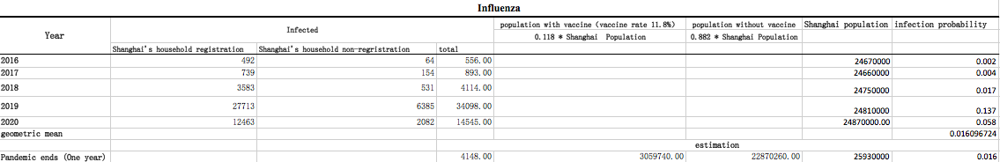 Influenza
Year Infected population with vaccine (vaccine rate 11.8%) population without vaccine Shanghai population infection probability
0.118 * Shanghai Population 0.882 * Shanghai Population
Shanghai's household registration Shanghai's household non-regristration total
2016 492 64 556.00 24670000 0.002
2017 739 154 893.00 24660000 0.004
2018 3583 531 4114.00 24750000 0.017
2019 27713 6385 34098.00 24810000 0.137
2020 12463 2082 14545.00 24870000.00 0.058
geometric mean 0.016096724
estimation
Pandemic ends (One year) 4148.00 3059740.00 22870260.00 25930000 0.016